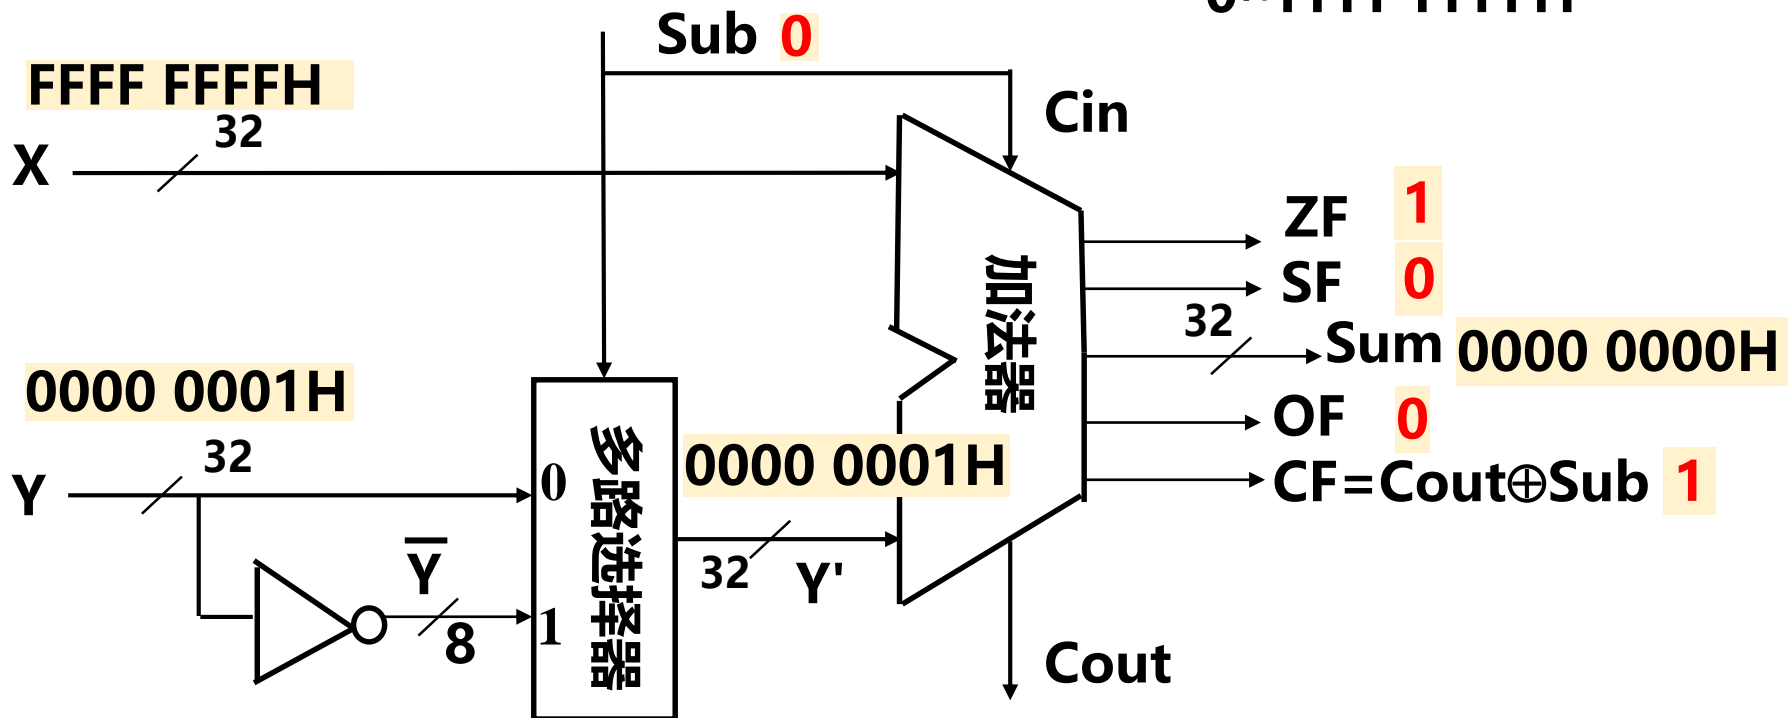 Sub 0
FFFF FFFFH
32
Cin
X
ZF 1
SF 0
加法器
32
Sum 0000 0000H
0000 0001H
OF 0
32
多路选择器
0000 0001H
Y
0
CF=Cout⊕Sub 1
Y̅
32
Y'
1
8
Cout